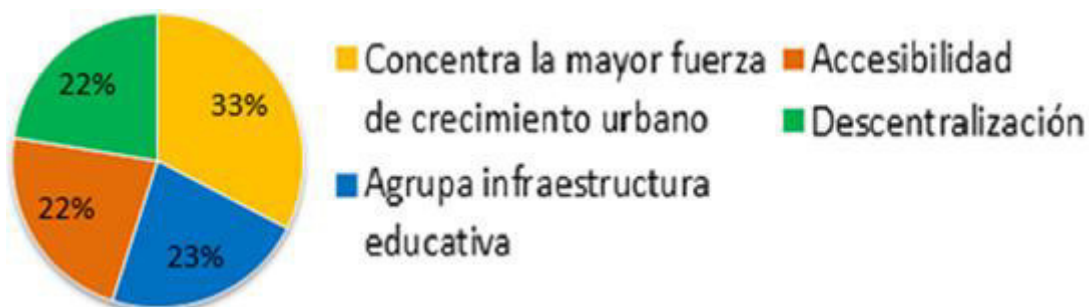 22%
33%
22%
23%
Concentra la mayor fuerza
de crecimiento urbano
Agrupa infraestructura
educativa
Accesibilidad
Descentralización